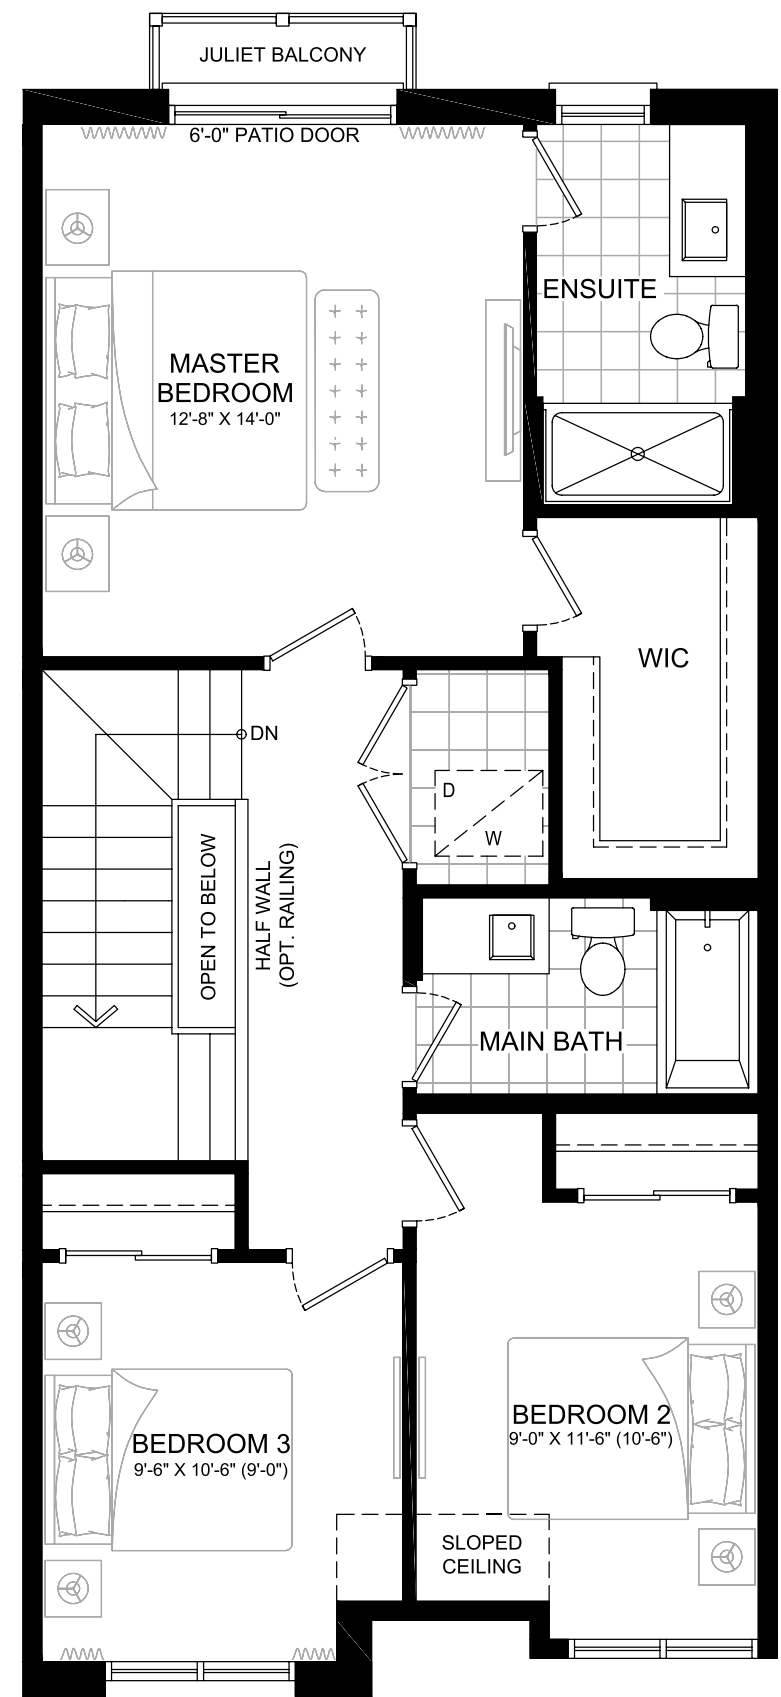 JULIET BALCONY
6'-0" PATIO DOOR
ENSUITE
MASTER
BEDROOM
12'-8" X 14'-0"
WIC
DN
D
W
OPEN TO BELOW
HALF WALL
(OPT. RAILING)
MAIN BATH
BEDROOM 2
9'-0" X 11'-6" (10'-6")
BEDROOM 3
9'-6" X 10'-6" (9'-0")
SLOPED
CEILING